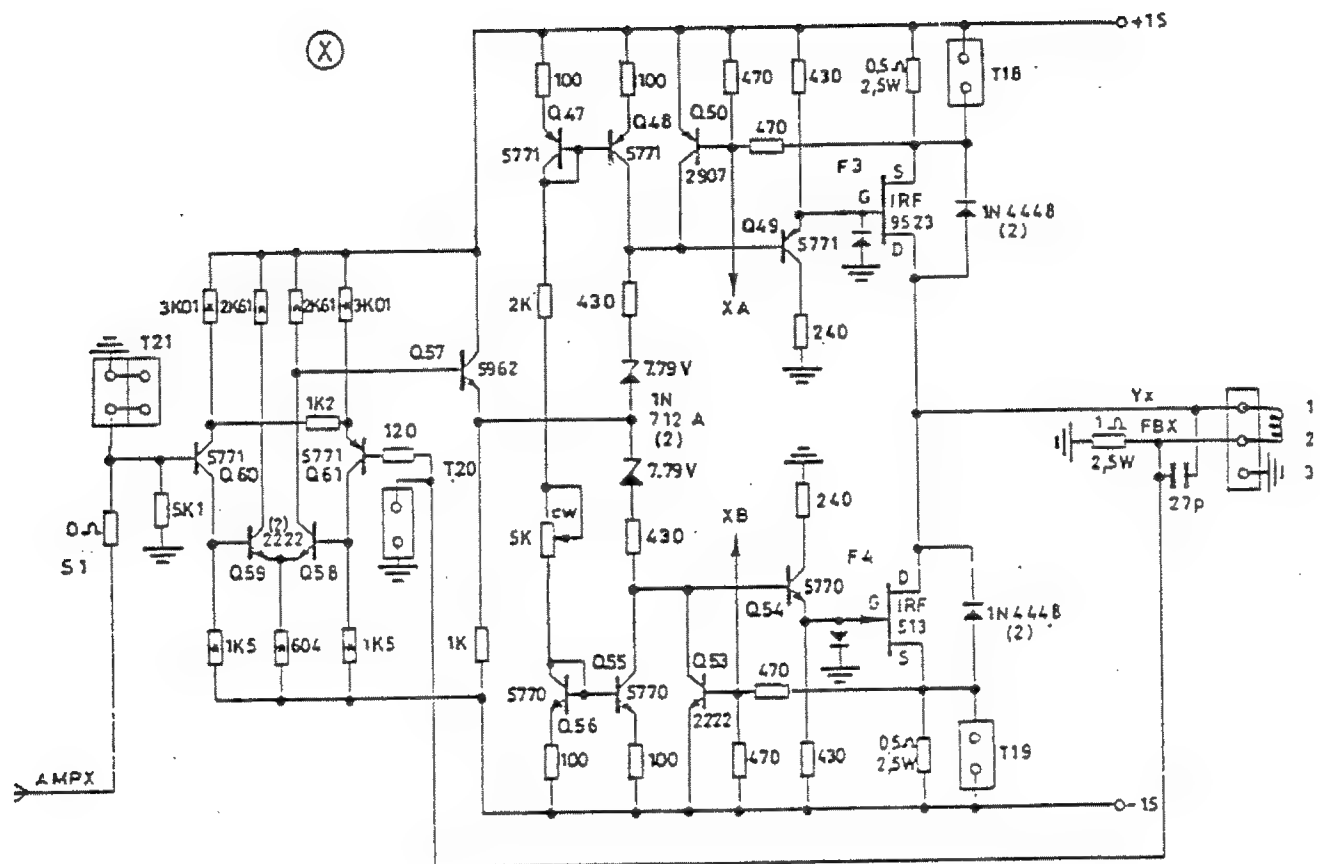 X
+15
100
100
470
430
0.5Ω
2,5W
T18
Q47
Q48
Q50
5771
5771
2907
470
F3
S
G
IRF
9523
D
1N4448
(2)
Q49
5771
3K01
2K61
2K61
3K01
2K
430
XA
240
T21
Q57
5962
7.79V
1N
712 A
(2)
7.79V
1K2
120
T20
5771
Q60
5771
Q61
5K1
0Ω
S1
(2)
2222
Q59
Q58
1K5
604
1K5
1K
CW
5K
430
XB
240
Yx
1Ω
FBX
2,5W
27p
1
2
3
F4
D
G
IRF
513
S
1N4448
(2)
5770
Q54
Q55
Q53
5770
5770
Q56
2222
470
100
100
470
430
0.5Ω
2,5W
T19
AMPX
-15